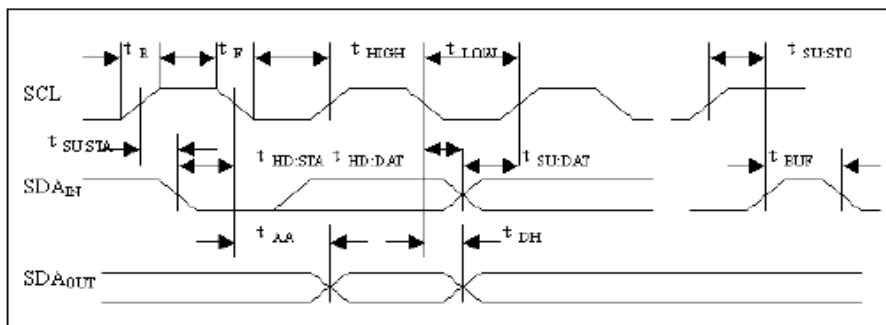 t R t F t HIGH t LOW t SU:STO
SCL
t SU:STA t HD:STA t HD:DAT t SU:DAT t BUF
SDA IN
t AA t DH
SDA OUT